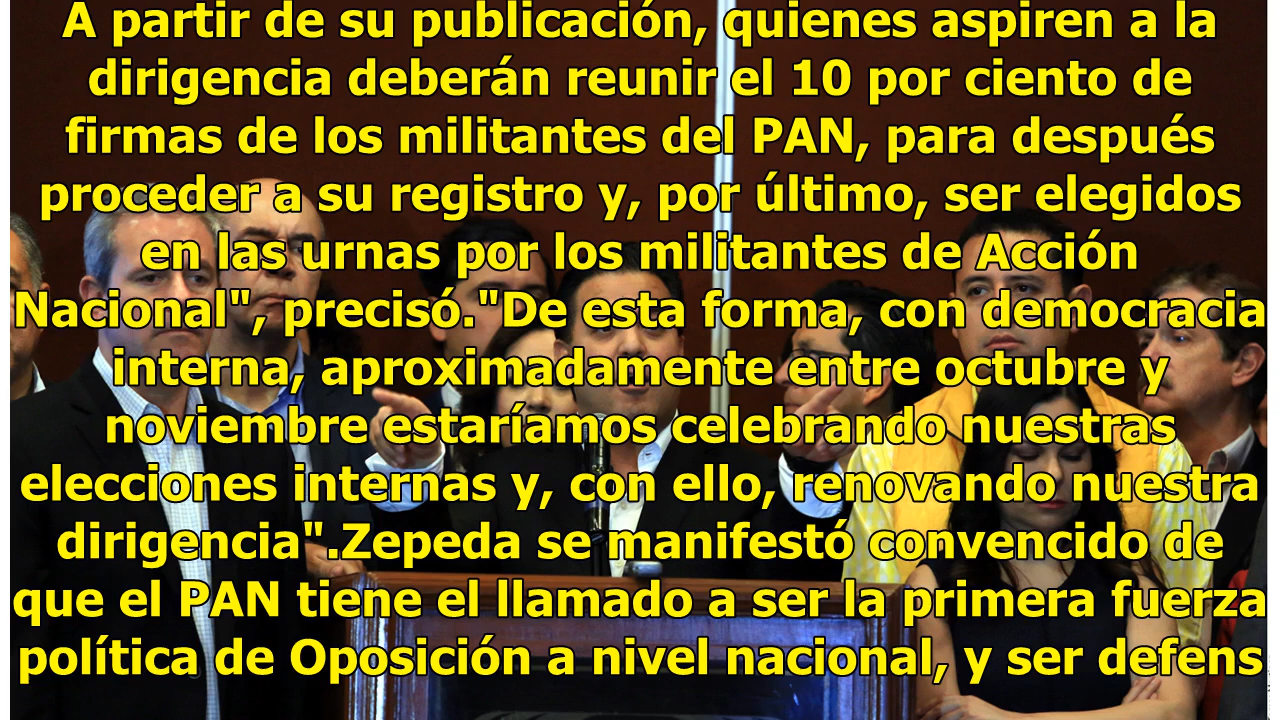 A partir de su publicación, quienes aspiren a la
dirigencia deberán reunir el 10 por ciento de
firmas de los militantes del PAN, para después
proceder a su registro y, por último, ser elegidos
en las urnas por los militantes de Acción
Nacional", precisó."De esta forma, con democracia
interna, aproximadamente entre octubre y
noviembre estaríamos celebrando nuestras
elecciones internas y, con ello, renovando nuestra
dirigencia".Zepeda se manifestó convencido de
que el PAN tiene el llamado a ser la primera fuerza
política de Oposición a nivel nacional, y ser defens